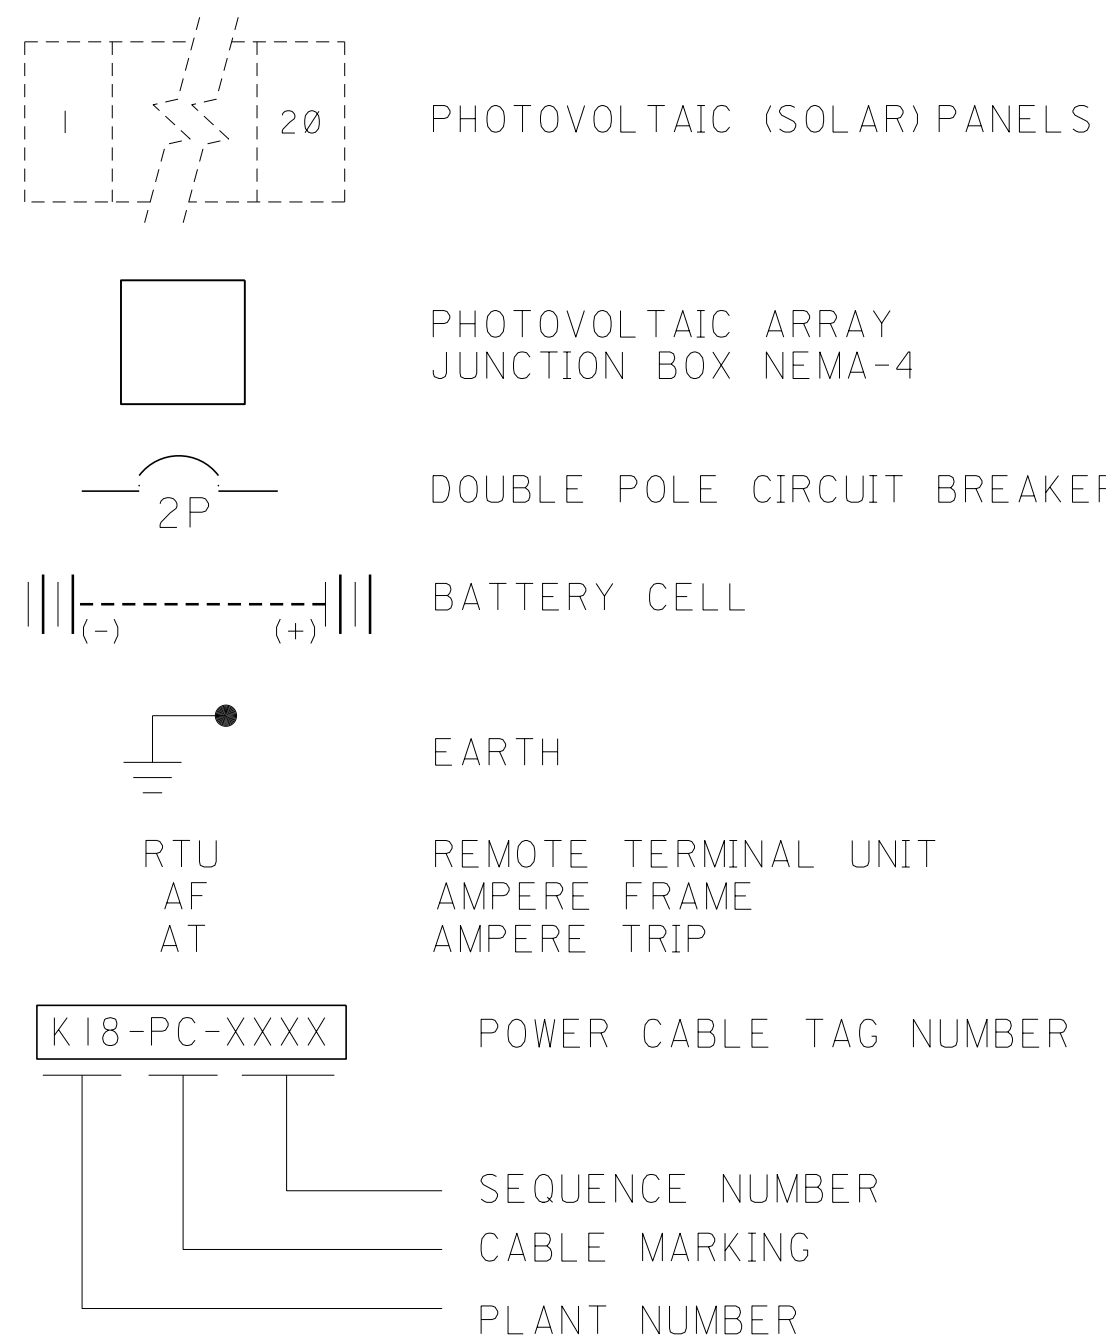 1 20 PHOTOVOLTAIC (SOLAR) PANELS
PHOTOVOLTAIC ARRAY
JUNCTION BOX NEMA-4
DOUBLE POLE CIRCUIT BREAKER
2P
BATTERY CELL
(-) (+)
EARTH
RTU REMOTE TERMINAL UNIT
AF AMPERE FRAME
AT AMPERE TRIP
K18-PC-XXXX POWER CABLE TAG NUMBER
SEQUENCE NUMBER
CABLE MARKING
PLANT NUMBER